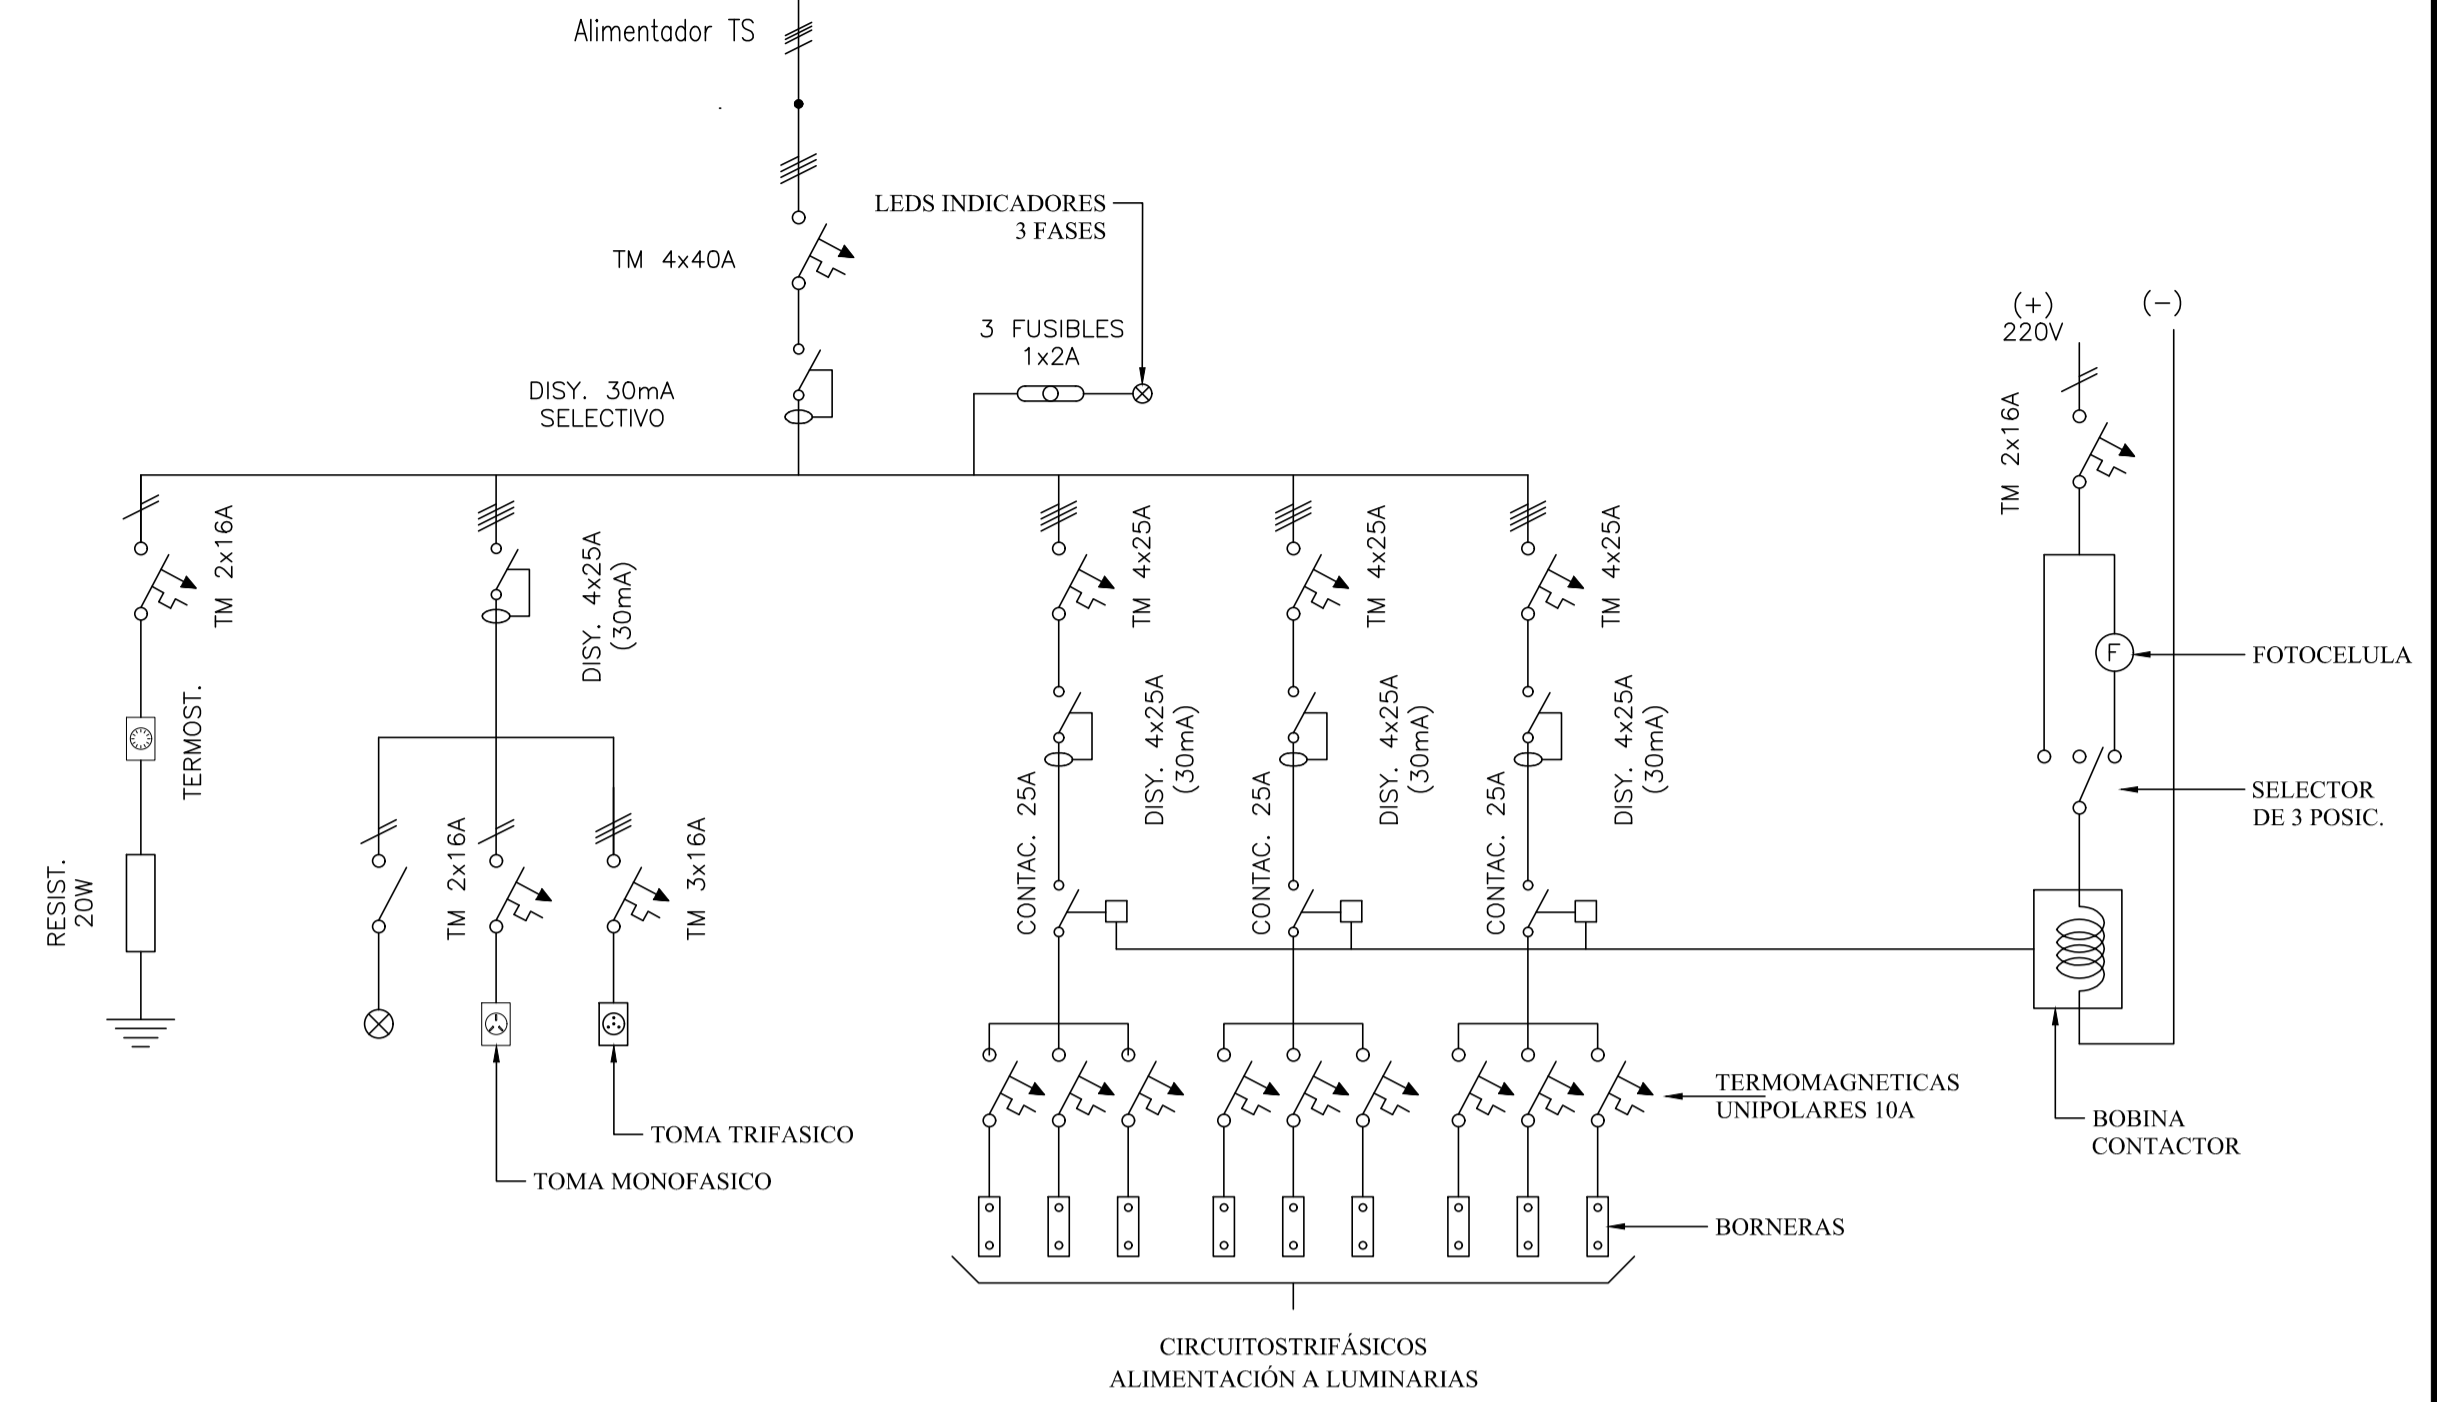 Alimentador TS
LEDS INDICADORES
3 FASES
TM 4x40A
3 FUSIBLES
1x2A
DISY. 30mA
SELECTIVO
(+)
220V
(-)
TM 2x16A
TM 2x16A
TERMOST.
RESIST.
20W
DISY. 4x25A
(30mA)
TM 2x16A
TM 3x16A
TOMA TRIFASICO
TOMA MONOFASICO
TM 4x25A
TM 4x25A
TM 4x25A
DISY. 4x25A
(30mA)
DISY. 4x25A
(30mA)
DISY. 4x25A
(30mA)
CONTAC. 25A
CONTAC. 25A
CONTAC. 25A
F
FOTOCELULA
SELECTOR
DE 3 POSIC.
TERMOMAGNETICAS
UNIPOLARES 10A
BOBINA
CONTACTOR
BORNERAS
CIRCUITOSTRIFÁSICOS
ALIMENTACIÓN A LUMINARIAS